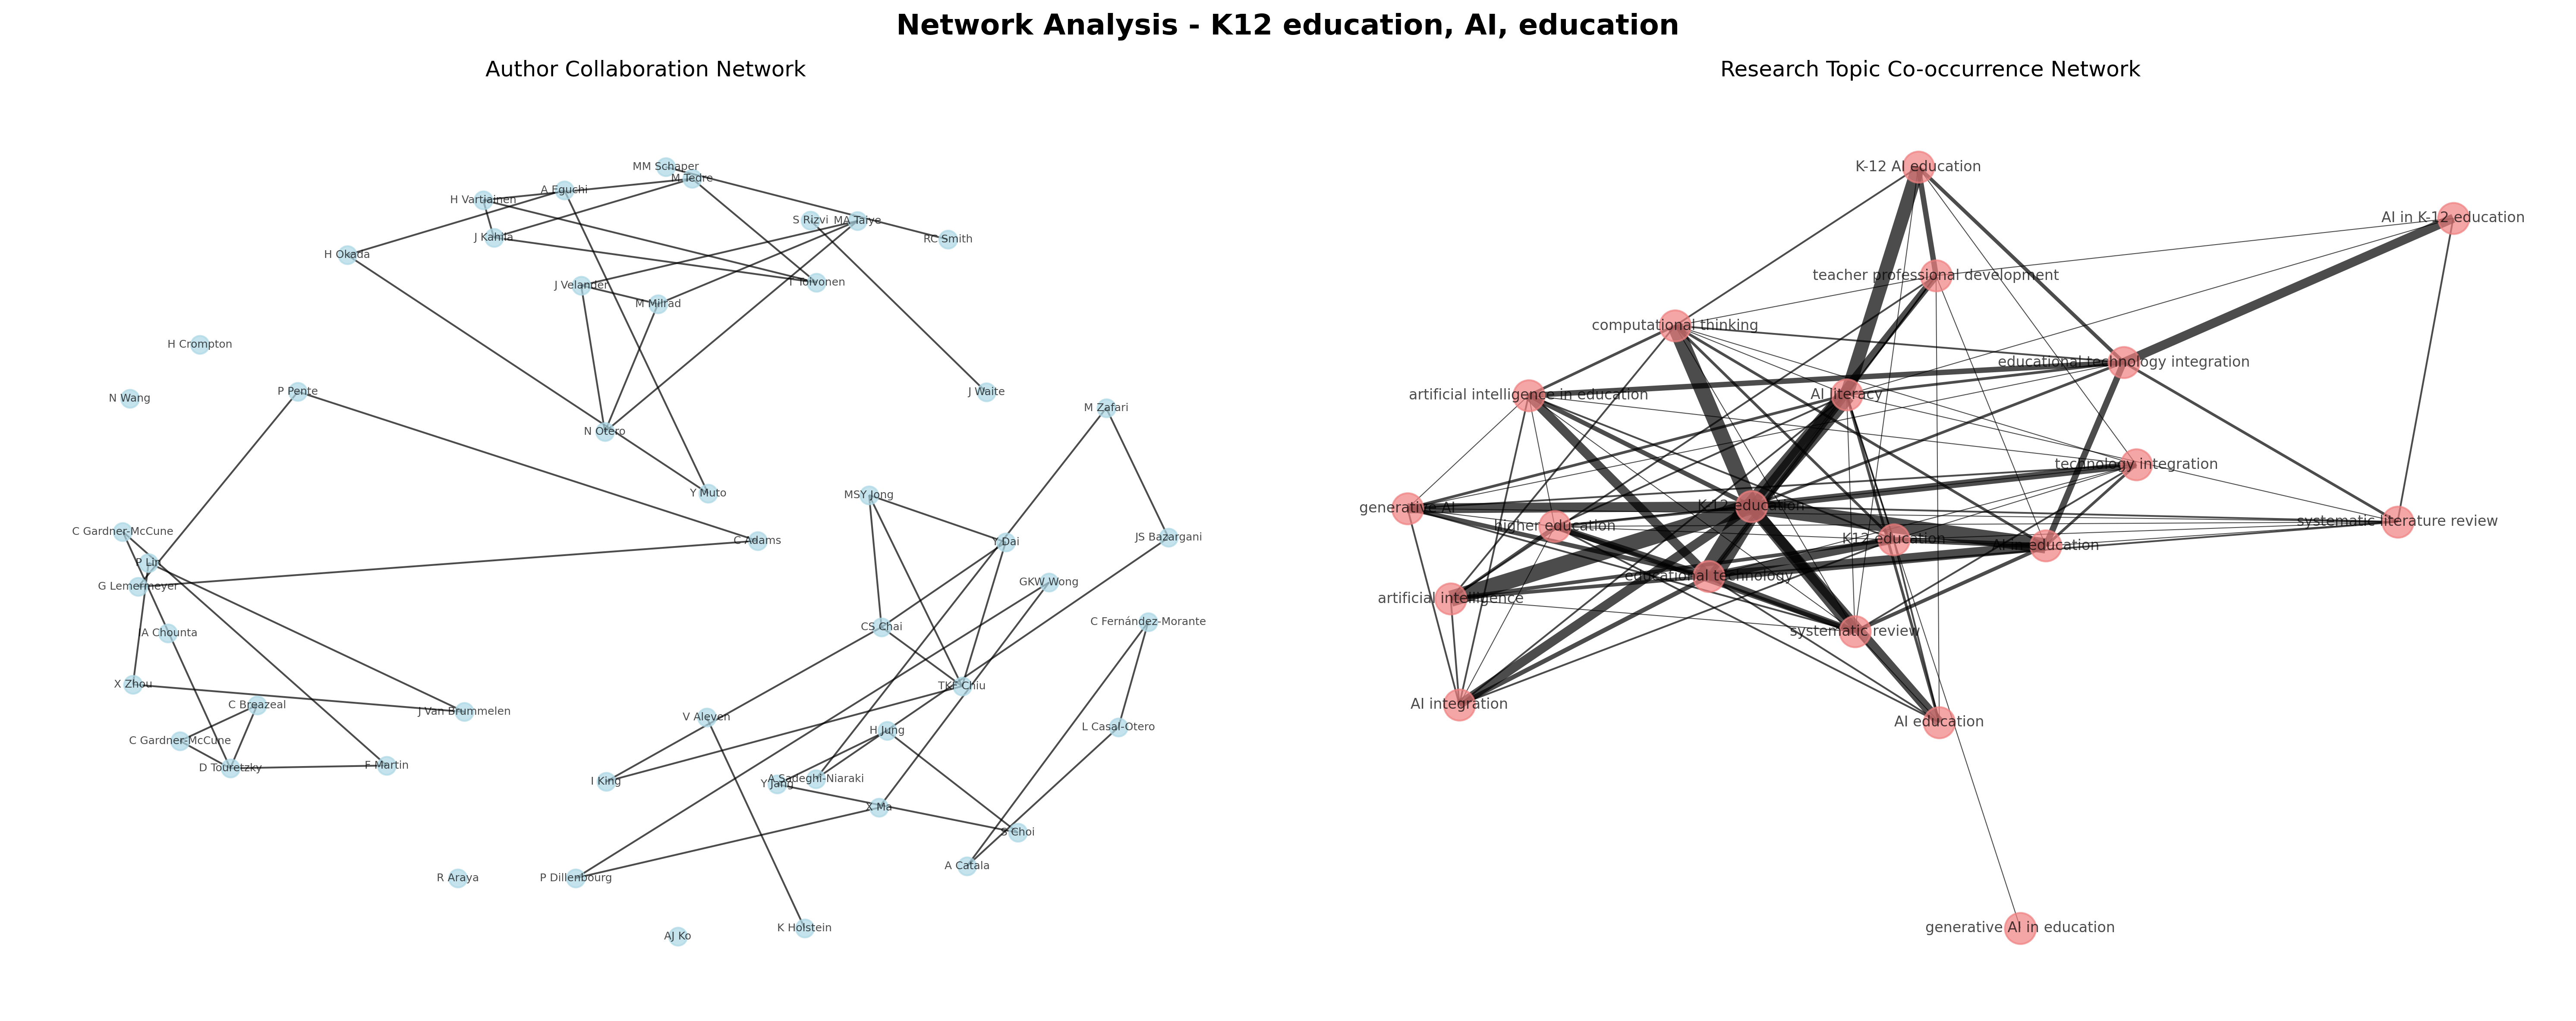 Network Analysis - K12 education, AI, education
Author Collaboration Network
MM Schaper
M Tedre
A Eguchi
H Vartiainen
S Rizvi
MA Taiye
J Kahila
RC Smith
H Okada
J Velander
T Toivonen
M Milrad
H Crompton
P Pente
N Wang
J Waite
M Zafari
N Otero
Y Muto
MSY Jong
C Gardner-McCune
C Adams
Y Dai
JS Bazargani
P Lin
G Lemermeyer
GKW Wong
C Fernández-Morante
CS Chai
IA Chounta
X Zhou
TKF Chiu
C Breazeal
J Van Brummelen
V Aleven
L Casal-Otero
H Jung
C Gardner-McCune
D Touretzky
F Martin
I King
A Sadeghi-Niaraki
Y Jang
X Ma
S Choi
A Catala
R Araya
P Dillenbourg
K Holstein
AJ Ko
Research Topic Co-occurrence Network
K-12 AI education
AI in K-12 education
teacher professional development
computational thinking
educational technology integration
artificial intelligence in education
AI literacy
technology integration
generative AI
K-12 education
systematic literature review
higher education
K12 education
AI in education
educational technology
artificial intelligence
systematic review
AI integration
AI education
generative AI in education